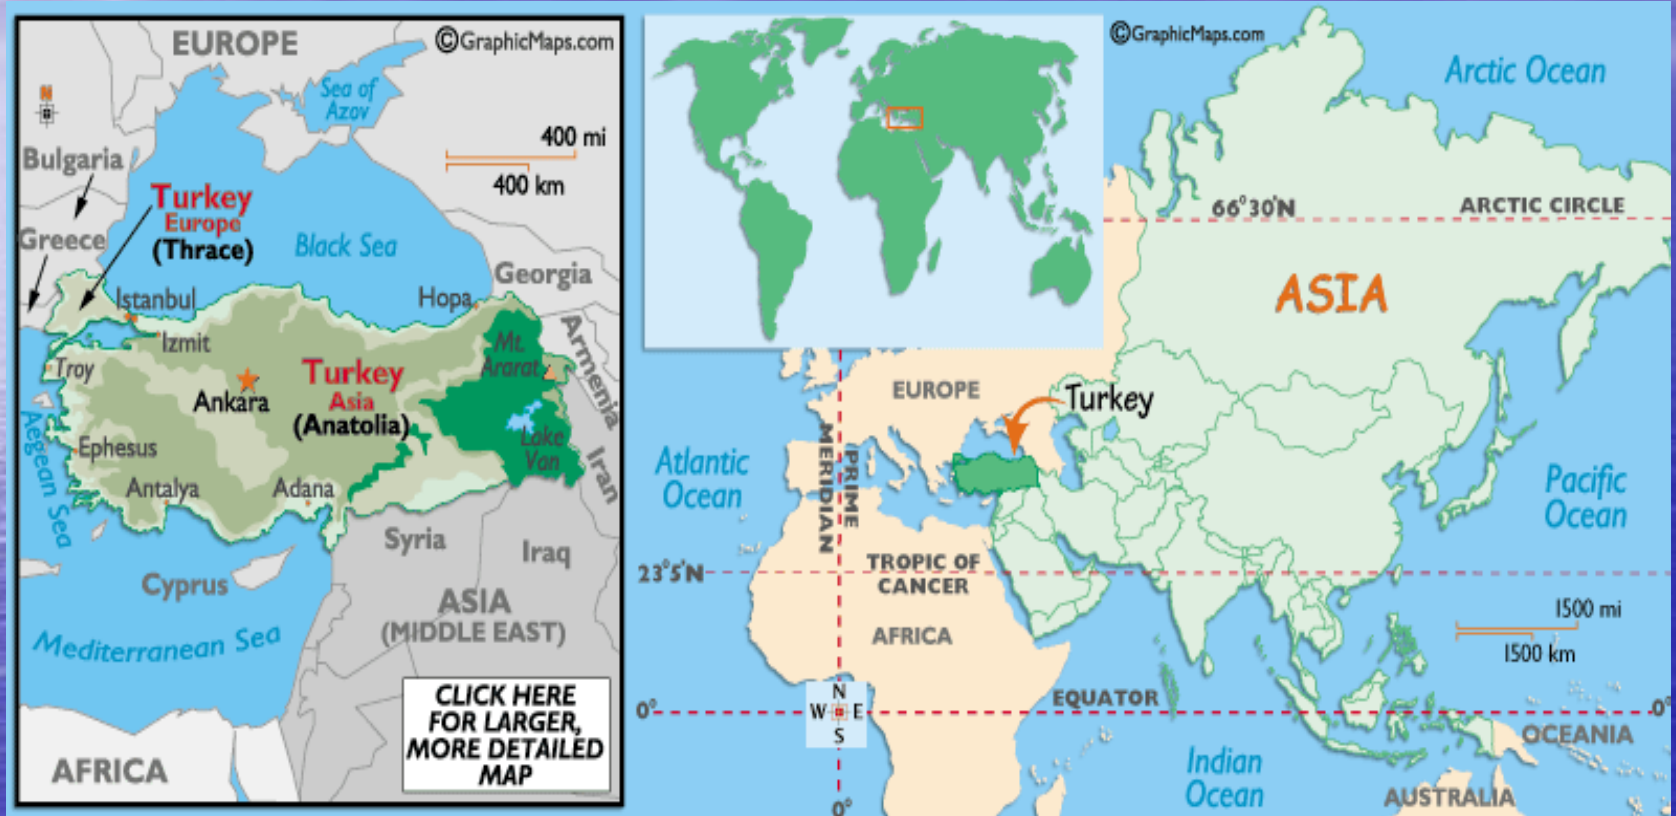 EUROPE
©GraphicMaps.com
N
Sea of
Azov
400 mi
400 km
Bulgaria
Turkey
Europe
(Thrace)
Greece
Black Sea
Georgia
Istanbul
Hopa
Izmit
Armenia
Mt.
Ararat
Troy
Turkey
Asia
(Anatolia)
Ankara
Aegean Sea
Ephesus
Lake
Van
Iran
Antalya
Adana
Syria
Iraq
Cyprus
ASIA
(MIDDLE EAST)
Mediterranean Sea
CLICK HERE
FOR LARGER,
MORE DETAILED
MAP
AFRICA
©GraphicMaps.com
Arctic Ocean
66°30'N
ARCTIC CIRCLE
ASIA
EUROPE
Turkey
Atlantic
Ocean
PRIME
MERIDIAN
Pacific
Ocean
23°5'N
TROPIC OF
CANCER
AFRICA
1500 mi
1500 km
N
W E
S
0°
EQUATOR
0°
OCEANIA
Indian
Ocean
AUSTRALIA
0°